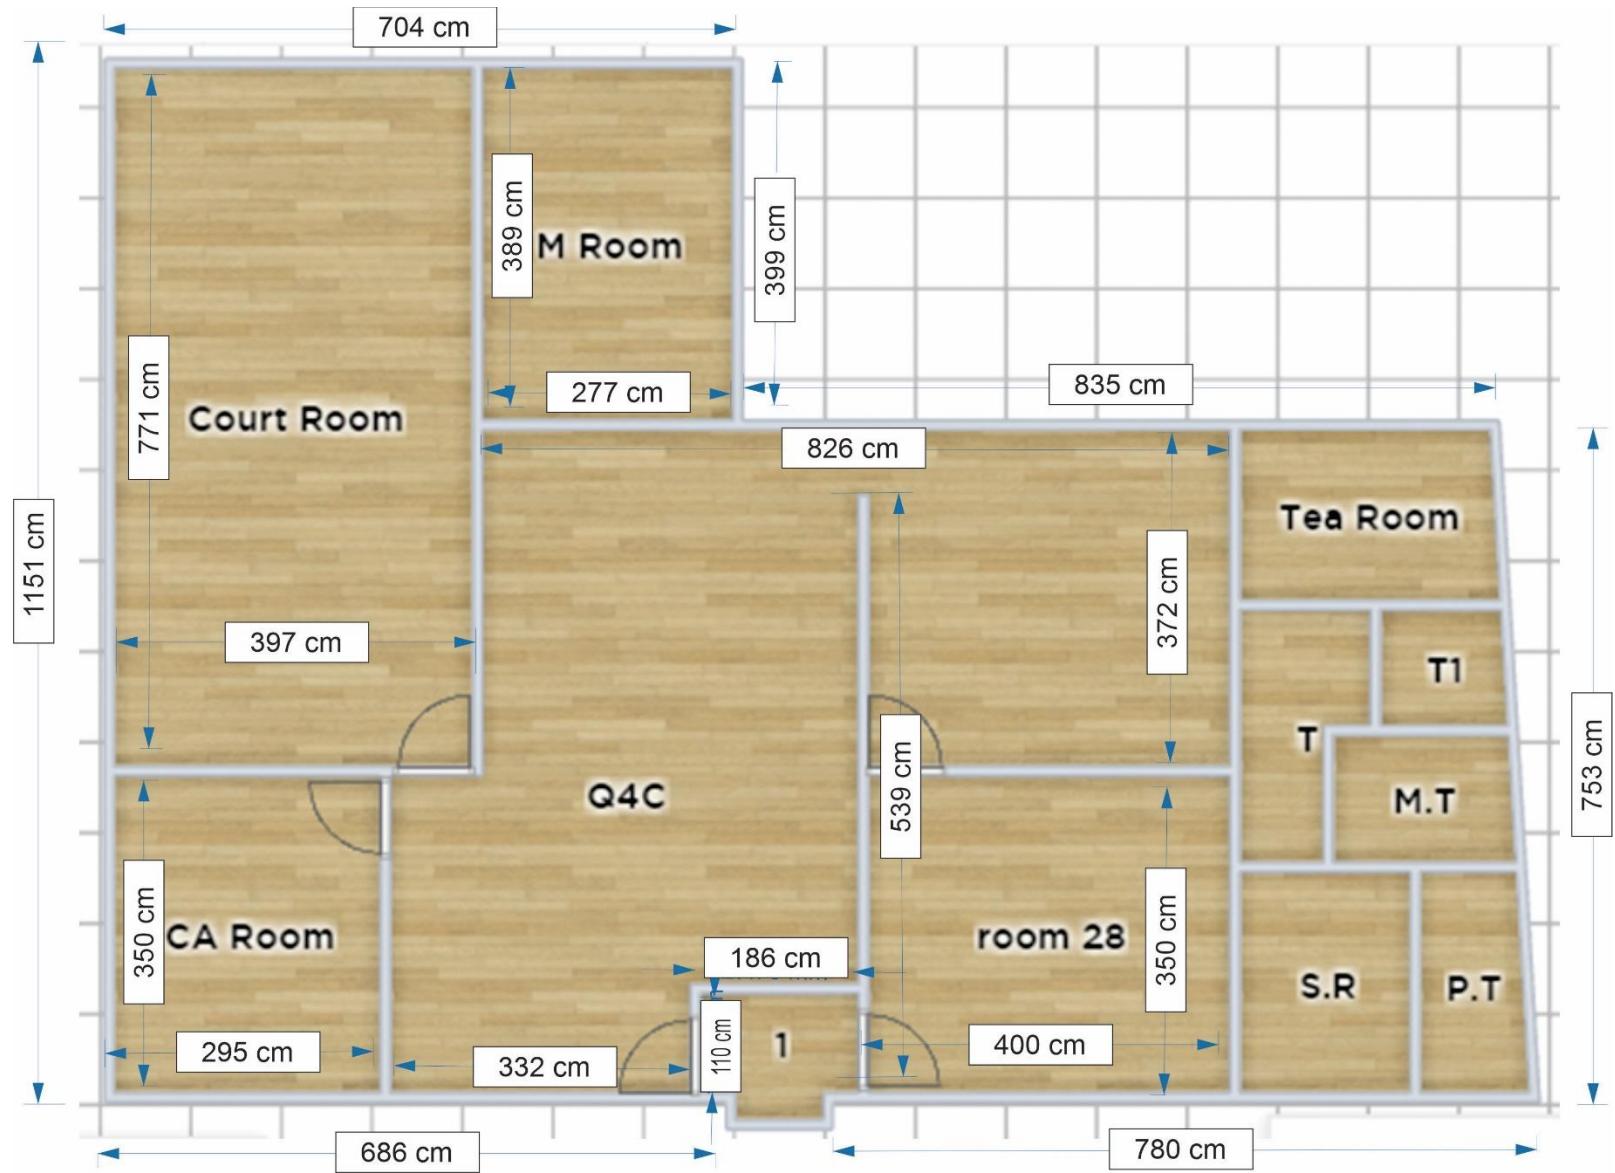 704 cm
1151 cm
771 cm
389 cm
M Room
399 cm
277 cm
835 cm
Court Room
826 cm
397 cm
372 cm
Tea Room
T1
T
753 cm
Q4C
539 cm
M.T
350 cm
CA Room
186 cm
room 28
350 cm
S.R
P.T
295 cm
332 cm
110 cm
1
400 cm
686 cm
780 cm